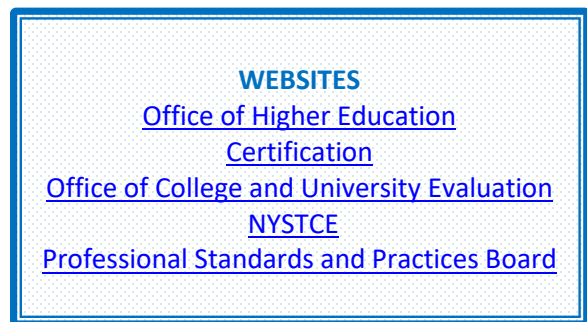 WEBSITES
Office of Higher Education
Certification
Office of College and University Evaluation
NYSTCE
Professional Standards and Practices Board